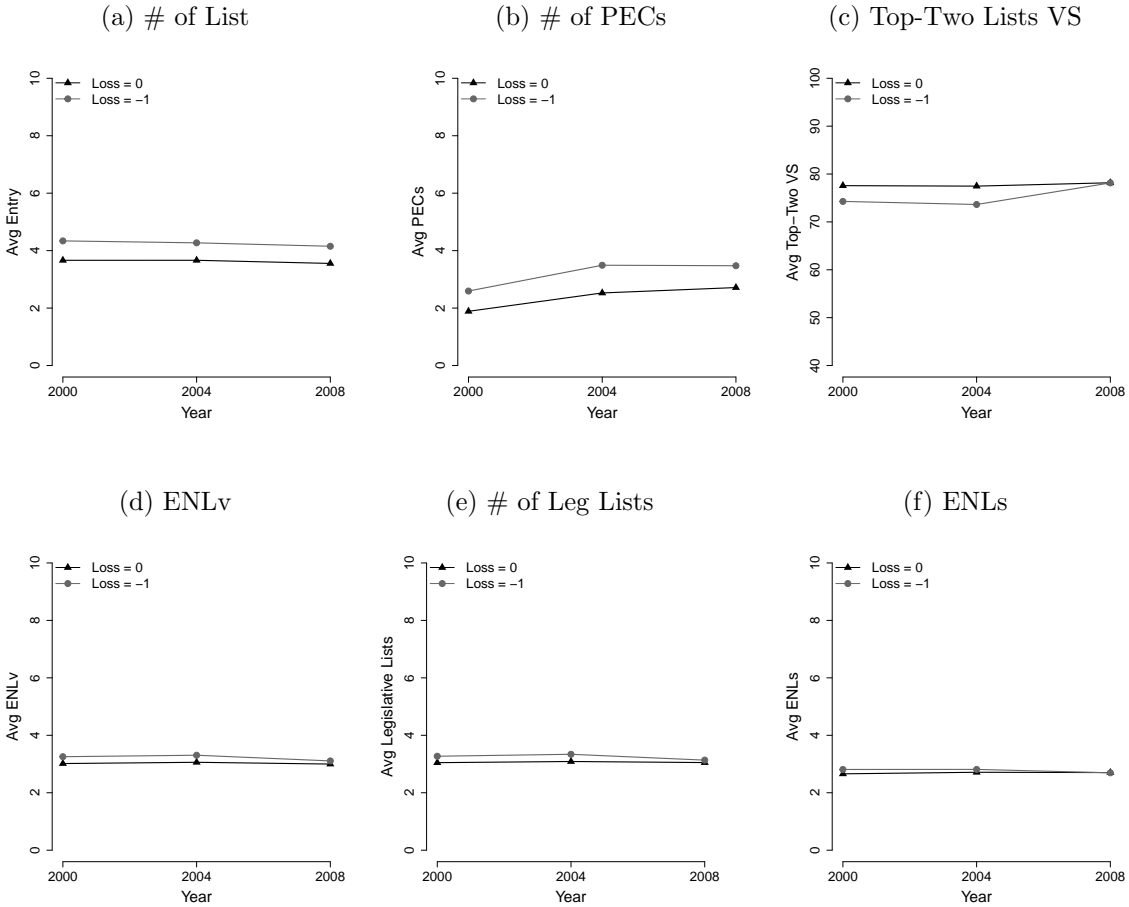 (a) # of List
Loss = 0
Loss = −1
Avg Entry
10
8
6
4
2
0
2000 2004 2008
Year
(b) # of PECs
Loss = 0
Loss = −1
Avg PECs
10
8
6
4
2
0
2000 2004 2008
Year
(c) Top-Two Lists VS
Loss = 0
Loss = −1
Avg Top−Two VS
100
90
80
70
60
50
40
2000 2004 2008
Year
(d) ENLv
Loss = 0
Loss = −1
Avg ENLv
10
8
6
4
2
0
2000 2004 2008
Year
(e) # of Leg Lists
Loss = 0
Loss = −1
Avg Legislative Lists
10
8
6
4
2
0
2000 2004 2008
Year
(f) ENLs
Loss = 0
Loss = −1
Avg ENLs
10
8
6
4
2
0
2000 2004 2008
Year